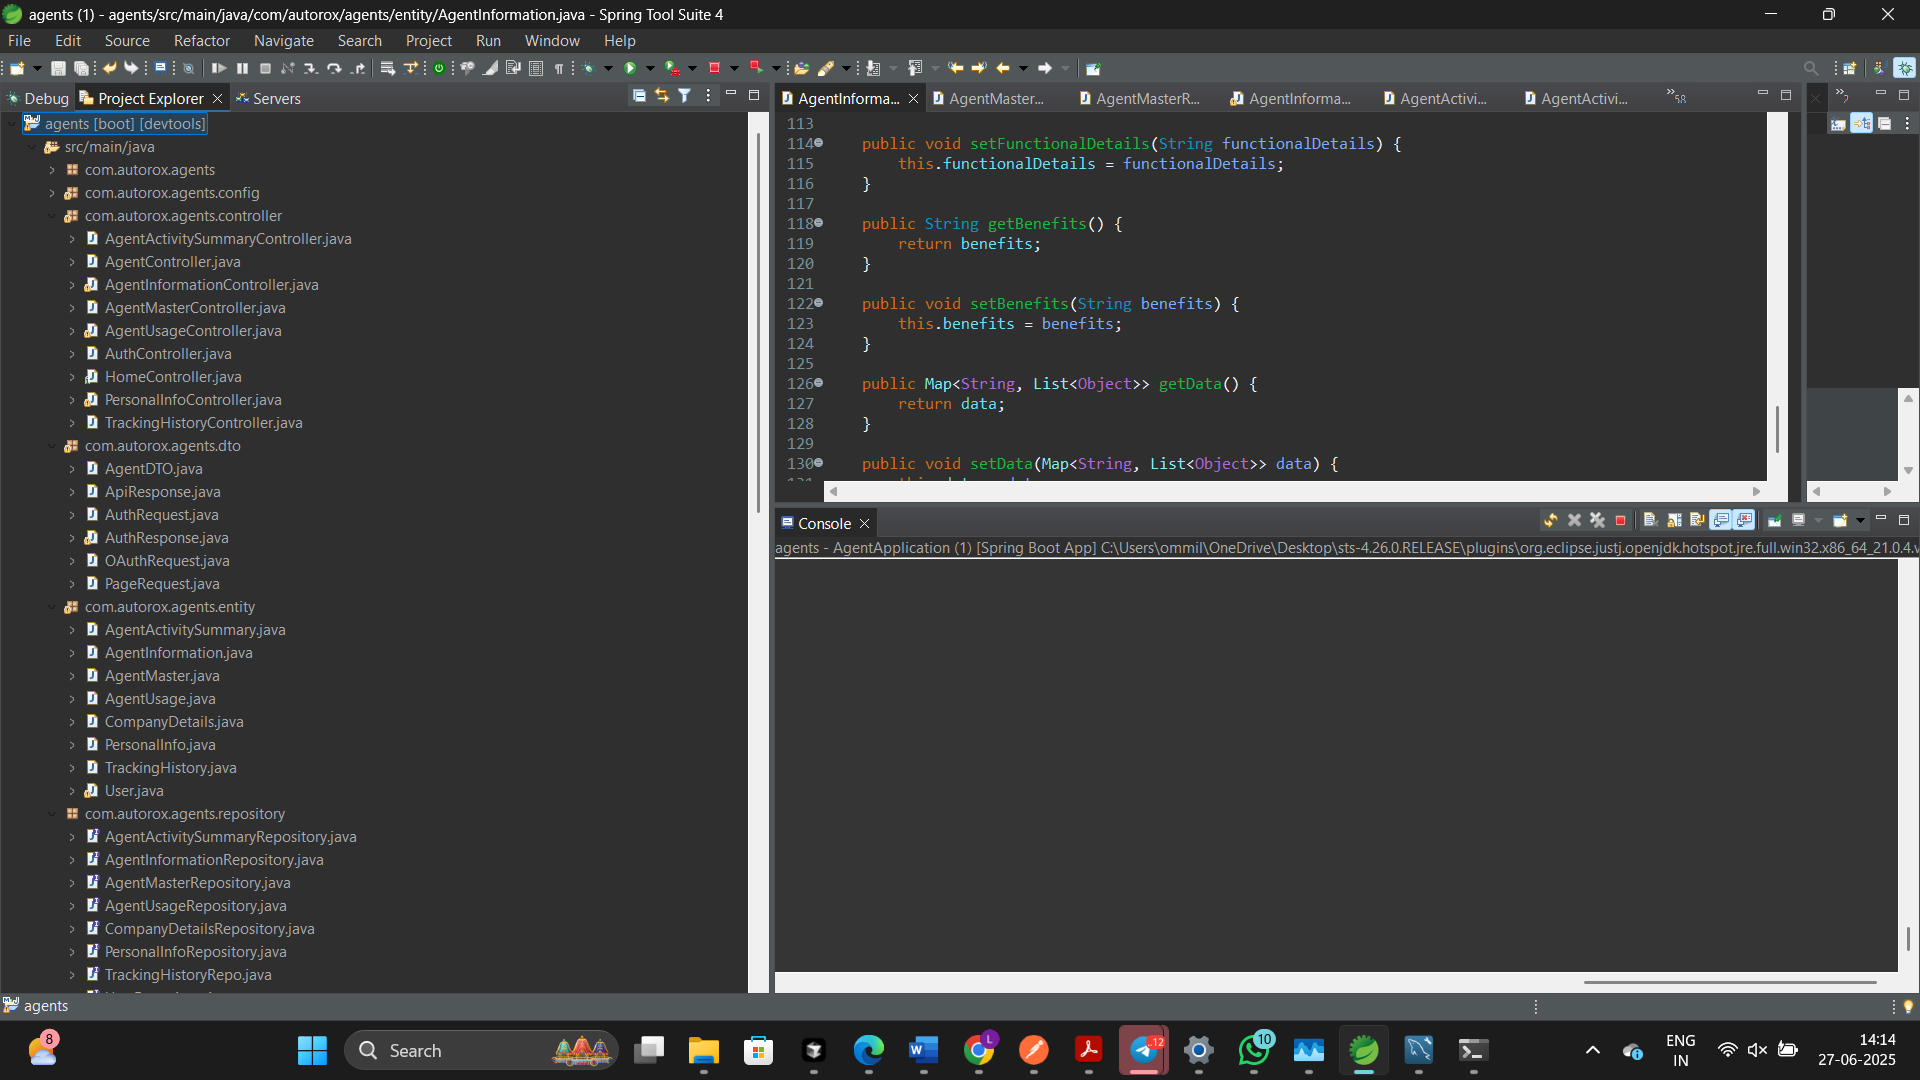 agents (1) - agents/src/main/java/com/autorox/agents/entity/AgentInformation.java - Spring Tool Suite 4
File Edit Source Refactor Navigate Search Project Run Window Help
Debug Project Explorer Servers
agents [boot] [devtools]
src/main/java
com.autorox.agents
com.autorox.agents.config
com.autorox.agents.controller
AgentActivitySummaryController.java
AgentController.java
AgentInformationController.java
AgentMasterController.java
AgentUsageController.java
AuthController.java
HomeController.java
PersonalInfoController.java
TrackingHistoryController.java
com.autorox.agents.dto
AgentDTO.java
ApiResponse.java
AuthRequest.java
AuthResponse.java
OAuthRequest.java
PageRequest.java
com.autorox.agents.entity
AgentActivitySummary.java
AgentInformation.java
AgentMaster.java
AgentUsage.java
CompanyDetails.java
PersonalInfo.java
TrackingHistory.java
User.java
com.autorox.agents.repository
AgentActivitySummaryRepository.java
AgentInformationRepository.java
AgentMasterRepository.java
AgentUsageRepository.java
CompanyDetailsRepository.java
PersonalInfoRepository.java
TrackingHistoryRepo.java
AgentInforma... AgentMaster... AgentMasterR... AgentInforma... AgentActivi... AgentActivi... »58
»2
113
114 public void setFunctionalDetails(String functionalDetails) {
115 this.functionalDetails = functionalDetails;
116 }
117
118 public String getBenefits() {
119 return benefits;
120 }
121
122 public void setBenefits(String benefits) {
123 this.benefits = benefits;
124 }
125
126 public Map<String, List<Object>> getData() {
127 return data;
128 }
129
130 public void setData(Map<String, List<Object>> data) {
Console
agents - AgentApplication (1) [Spring Boot App] C:\Users\ommil\OneDrive\Desktop\sts-4.26.0.RELEASE\plugins\org.eclipse.justj.openjdk.hotspot.jre.full.win32.x86_64_21.0.4.v
agents
8
Search
L
..12
10
ENG
IN
14:14
27-06-2025